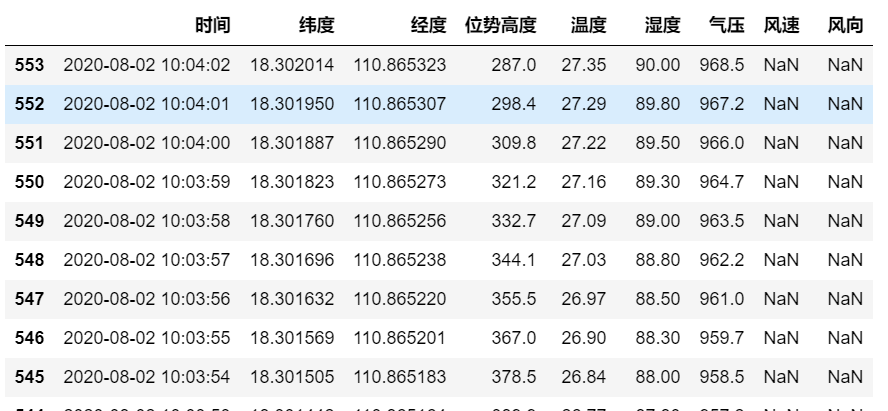 时间 纬度 经度 位势高度 温度 湿度 气压 风速 风向
553 2020-08-02 10:04:02 18.302014 110.865323 287.0 27.35 90.00 968.5 NaN NaN
552 2020-08-02 10:04:01 18.301950 110.865307 298.4 27.29 89.80 967.2 NaN NaN
551 2020-08-02 10:04:00 18.301887 110.865290 309.8 27.22 89.50 966.0 NaN NaN
550 2020-08-02 10:03:59 18.301823 110.865273 321.2 27.16 89.30 964.7 NaN NaN
549 2020-08-02 10:03:58 18.301760 110.865256 332.7 27.09 89.00 963.5 NaN NaN
548 2020-08-02 10:03:57 18.301696 110.865238 344.1 27.03 88.80 962.2 NaN NaN
547 2020-08-02 10:03:56 18.301632 110.865220 355.5 26.97 88.50 961.0 NaN NaN
546 2020-08-02 10:03:55 18.301569 110.865201 367.0 26.90 88.30 959.7 NaN NaN
545 2020-08-02 10:03:54 18.301505 110.865183 378.5 26.84 88.00 958.5 NaN NaN